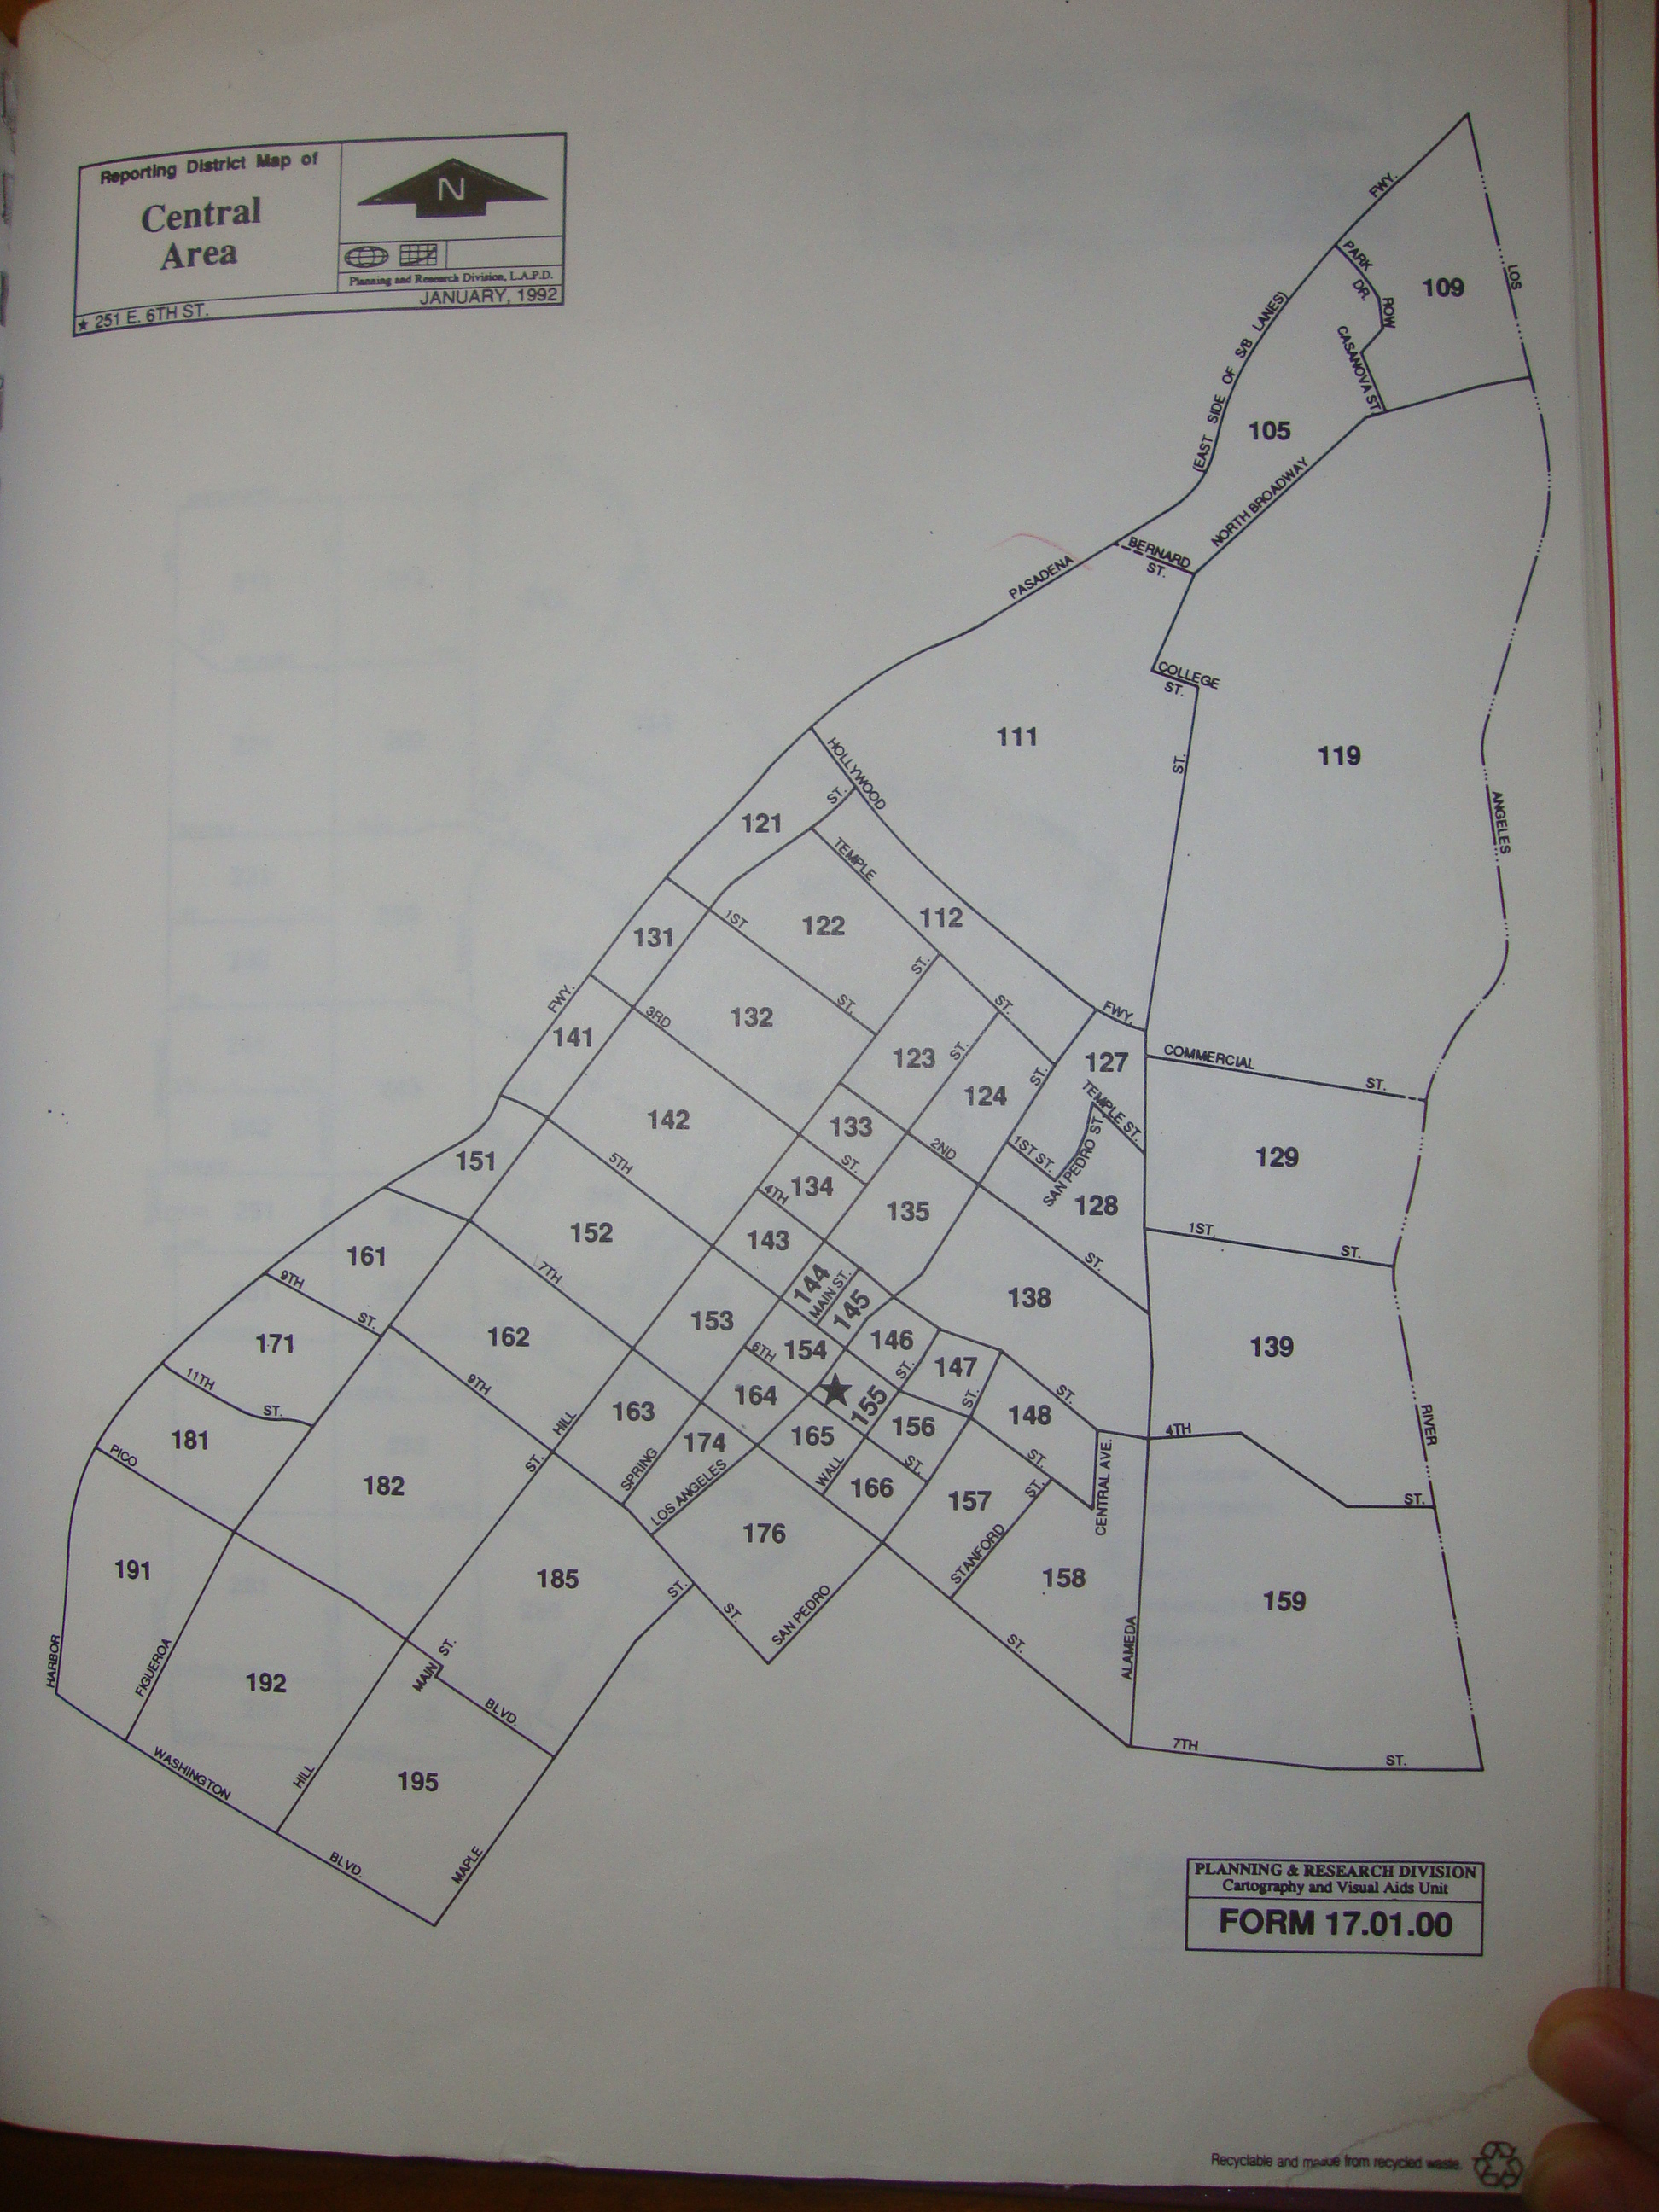 Reporting District Map of
Central
Area
N
Planning and Research Division, L.A.P.D.
JANUARY, 1992
★ 251 E. 6TH ST.
FWY.
PARK
DR.
ROW
CASANOVA ST.
109
LOS
(EAST SIDE OF S/B LANES)
105
NORTH BROADWAY
BERNARD
ST.
PASADENA
COLLEGE
ST.
111
ST.
119
ANGELES
HOLLYWOOD
ST.
121
TEMPLE
112
1ST
122
131
ST.
ST.
ST.
FWY.
FWY.
3RD
132
141
123
ST.
ST.
127
COMMERCIAL
ST.
124
TEMPLE ST.
142
133
2ND
1ST ST.
SAN PEDRO ST.
129
151
5TH
ST.
134
4TH
135
128
1ST.
ST.
161
152
143
ST.
9TH
7TH
144
MAIN ST.
145
138
ST.
171
162
153
6TH
154
146
147
139
11TH
ST.
9TH
ST.
ST.
ST.
164
★
155
148
181
HILL
163
156
4TH
RIVER
PICO
174
165
ST.
ST.
182
ST.
SPRING
LOS ANGELES
WALL
166
157
ST.
CENTRAL AVE.
ST.
176
STANFORD
191
185
158
159
ST.
ST.
SAN PEDRO
ST.
ALAMEDA
HARBOR
FIGUEROA
192
MAIN
ST.
BLVD.
WASHINGTON
HILL
195
7TH
ST.
BLVD.
MAPLE
PLANNING & RESEARCH DIVISION
Cartography and Visual Aids Unit
FORM 17.01.00
Recyclable and made from recycled waste.